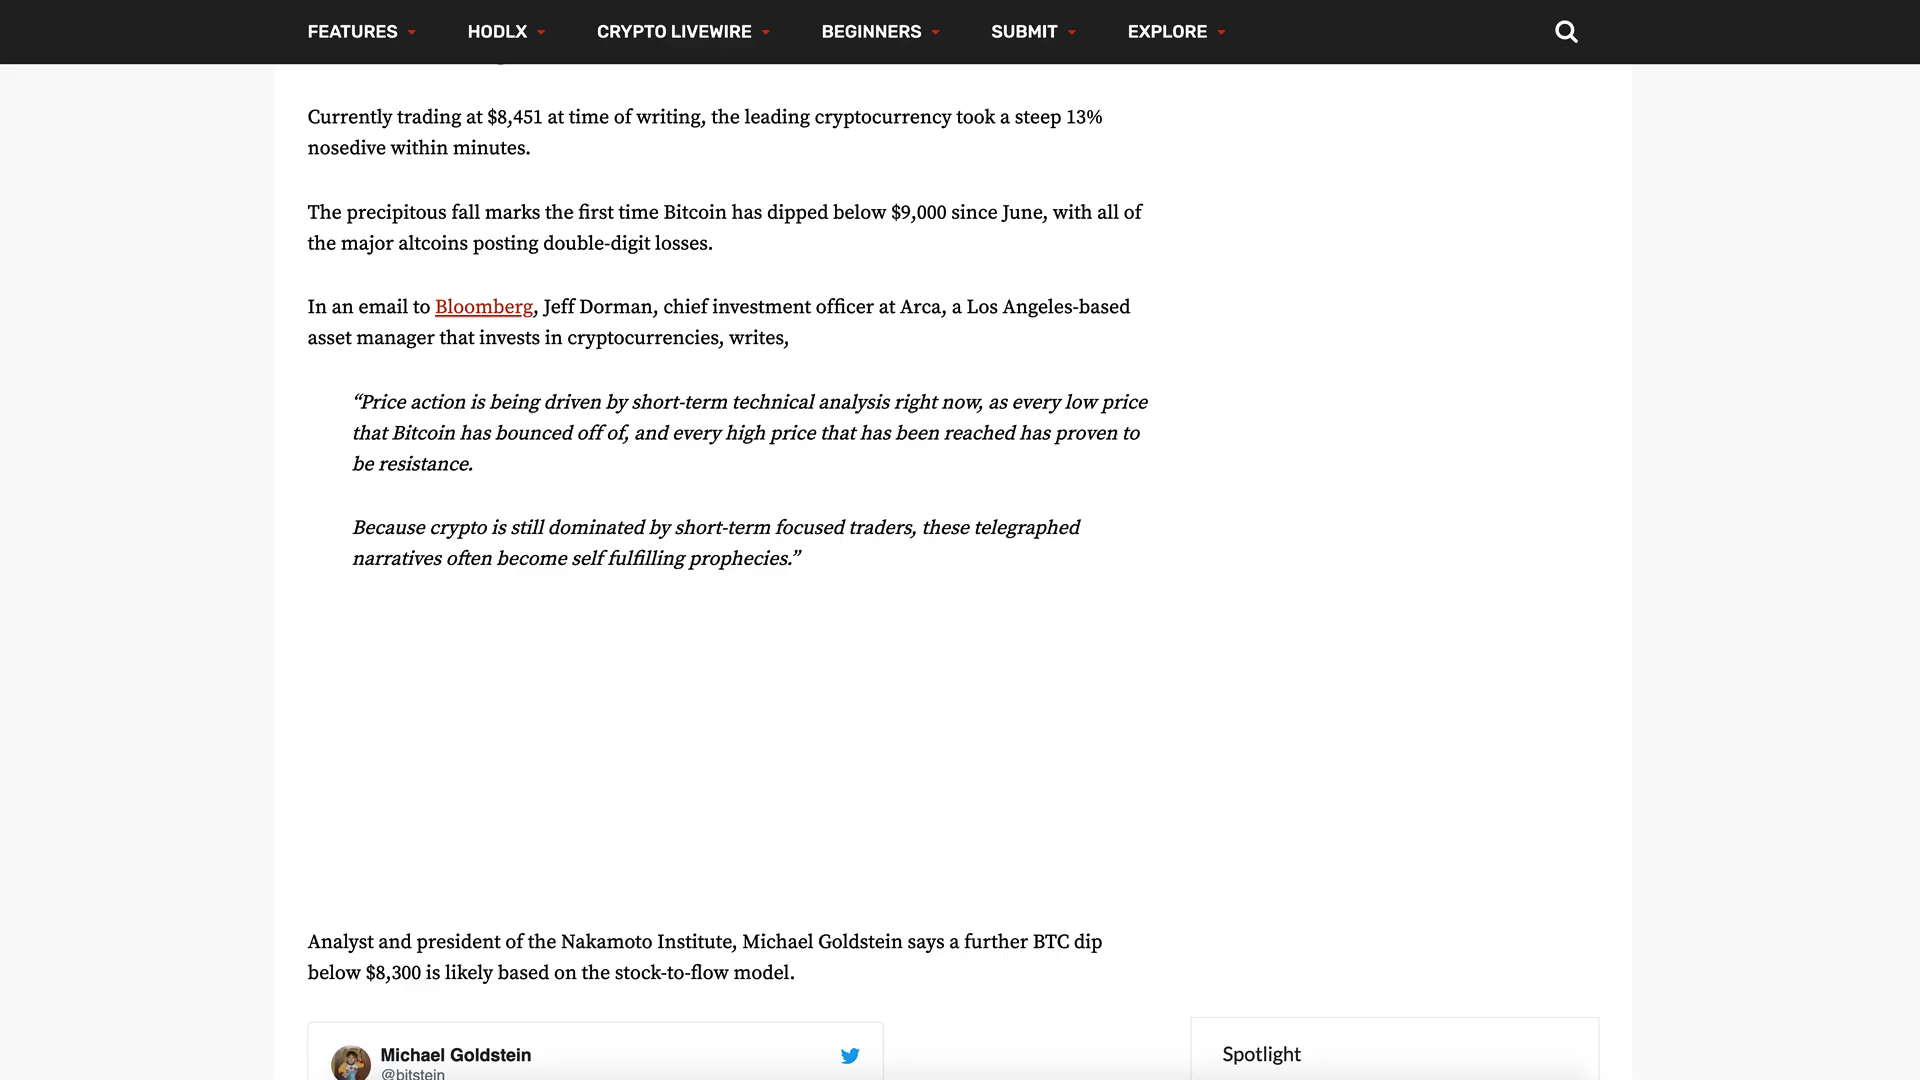 FEATURES HODLX CRYPTO LIVEWIRE BEGINNERS SUBMIT EXPLORE
Currently trading at $8,451 at time of writing, the leading cryptocurrency took a steep 13%
nosedive within minutes.
The precipitous fall marks the first time Bitcoin has dipped below $9,000 since June, with all of
the major altcoins posting double-digit losses.
In an email to Bloomberg, Jeff Dorman, chief investment officer at Arca, a Los Angeles-based
asset manager that invests in cryptocurrencies, writes,
“Price action is being driven by short-term technical analysis right now, as every low price
that Bitcoin has bounced off of, and every high price that has been reached has proven to
be resistance.
Because crypto is still dominated by short-term focused traders, these telegraphed
narratives often become self fulfilling prophecies.”
Analyst and president of the Nakamoto Institute, Michael Goldstein says a further BTC dip
below $8,300 is likely based on the stock-to-flow model.
Michael Goldstein
@bitstein
Spotlight